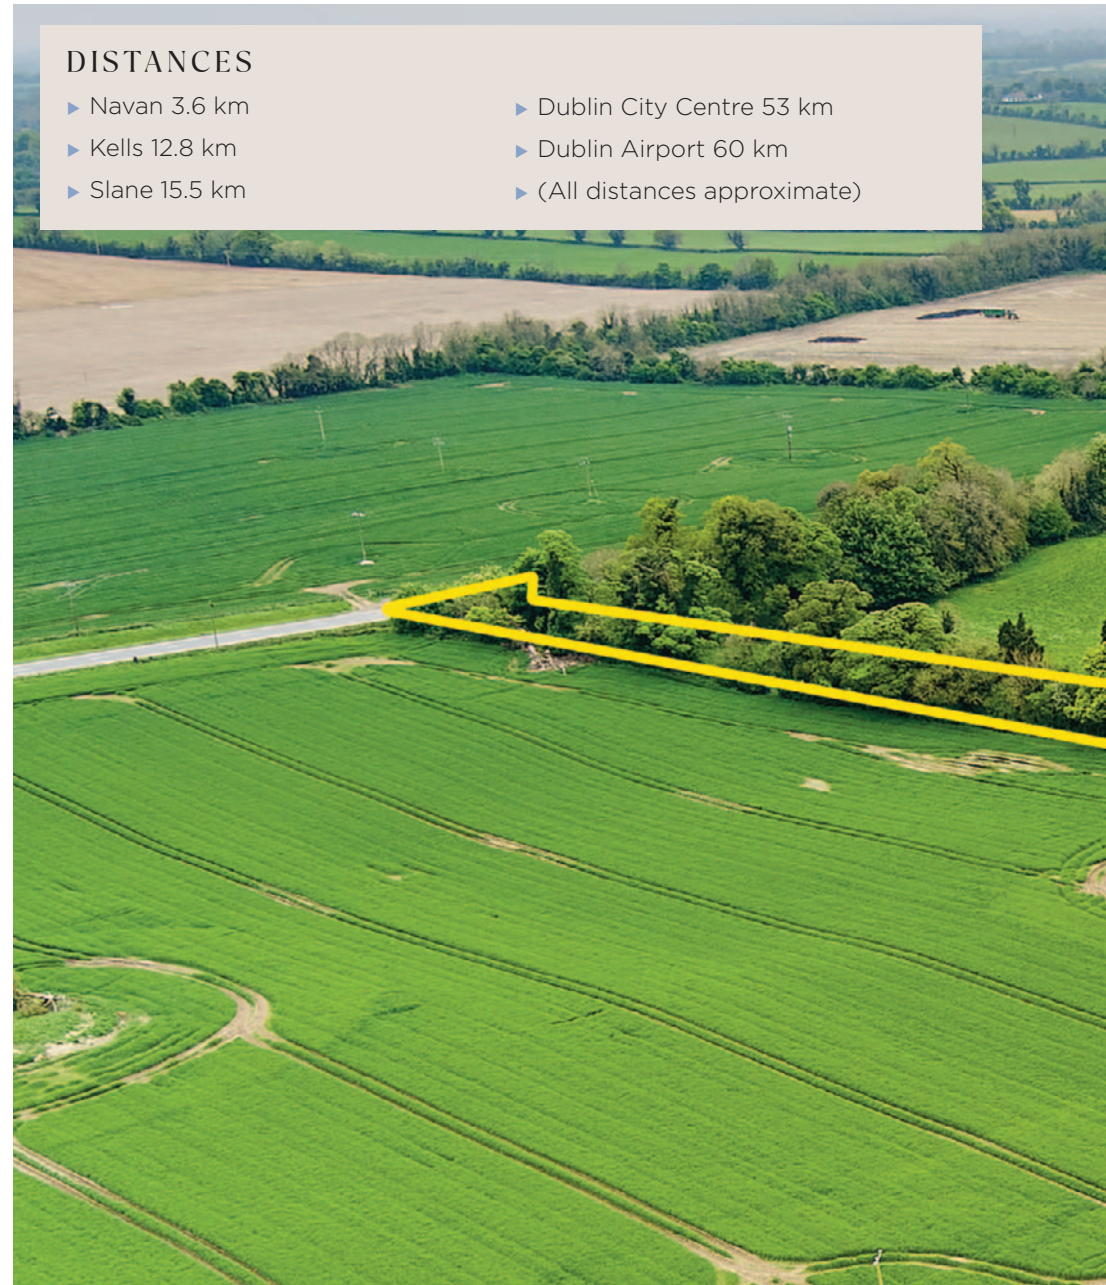 DISTANCES
▶ Navan 3.6 km
▶ Kells 12.8 km
▶ Slane 15.5 km
▶ Dublin City Centre 53 km
▶ Dublin Airport 60 km
▶ (All distances approximate)